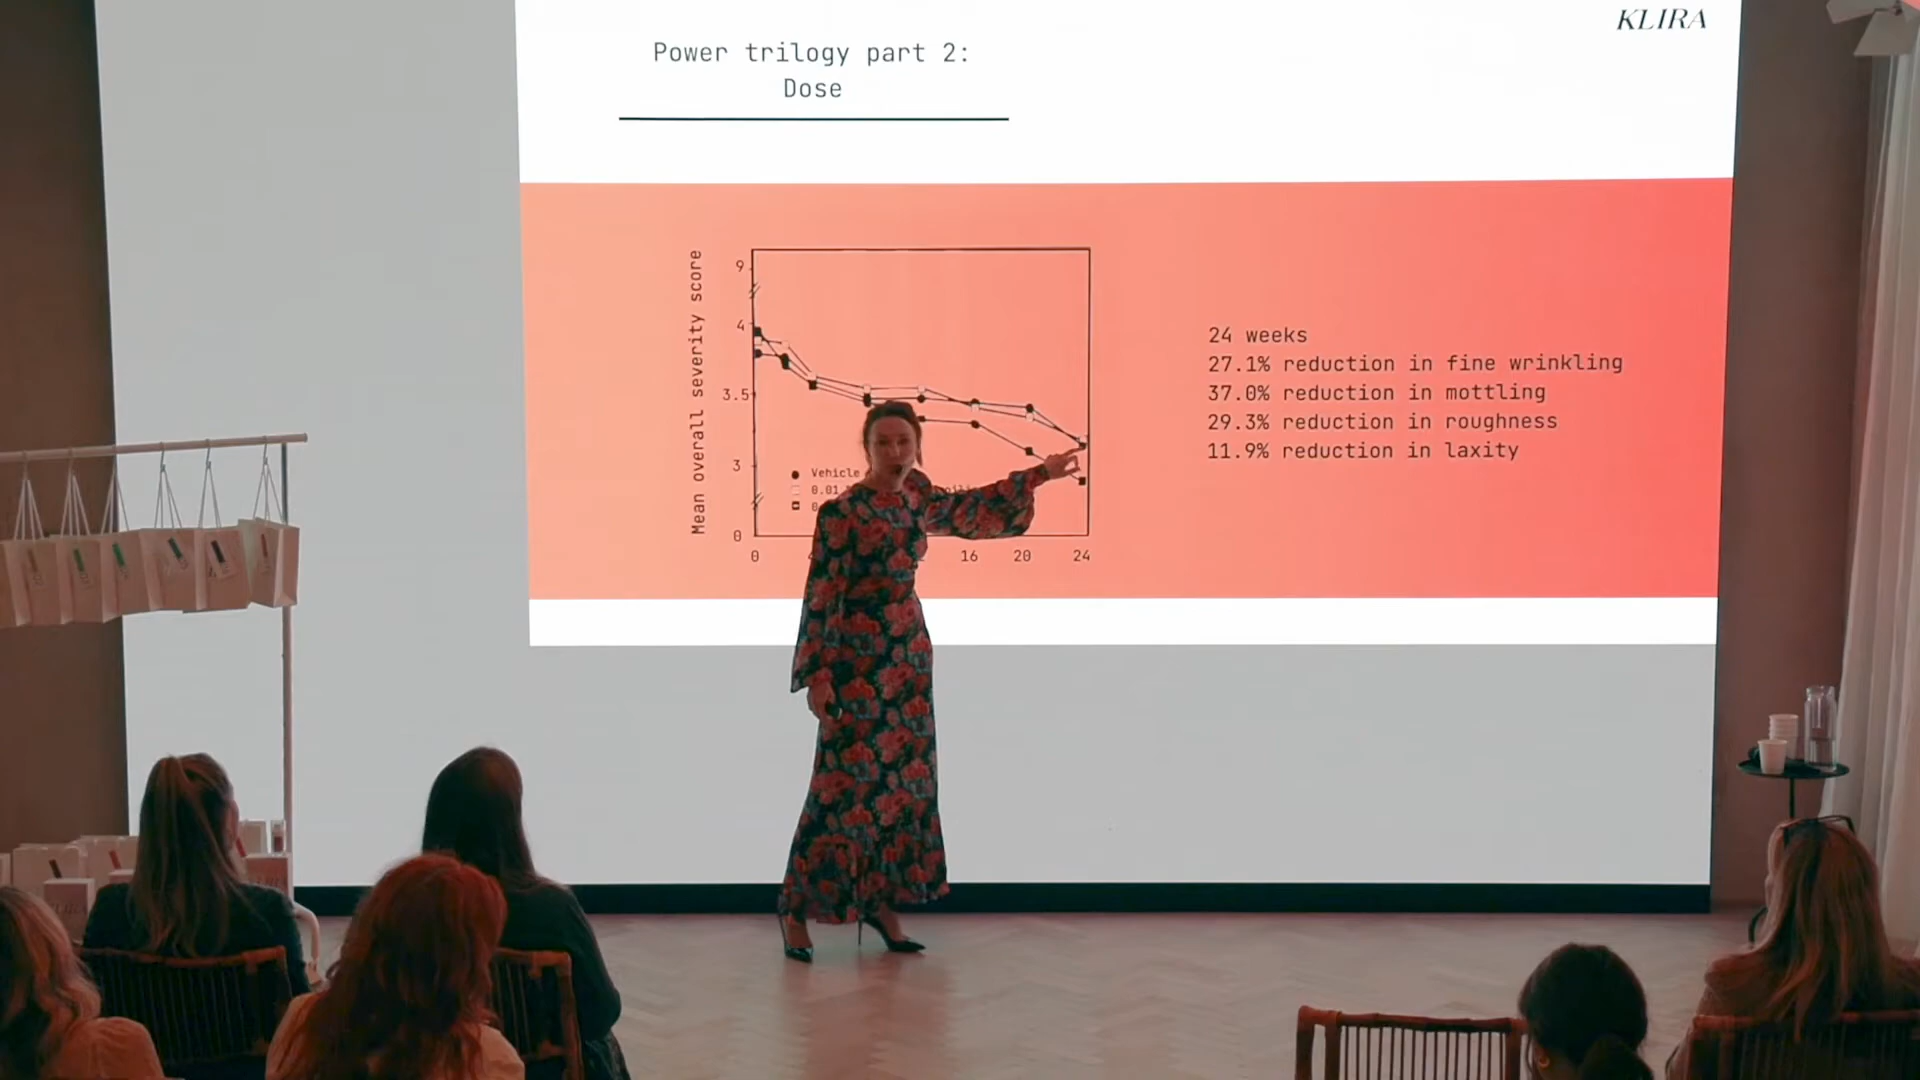 KLIRA
Power trilogy part 2:
Dose
Mean overall severity score
9
4
3.5
3
0
Vehicle
0.01
0
16
20
24
24 weeks
27.1% reduction in fine wrinkling
37.0% reduction in mottling
29.3% reduction in roughness
11.9% reduction in laxity